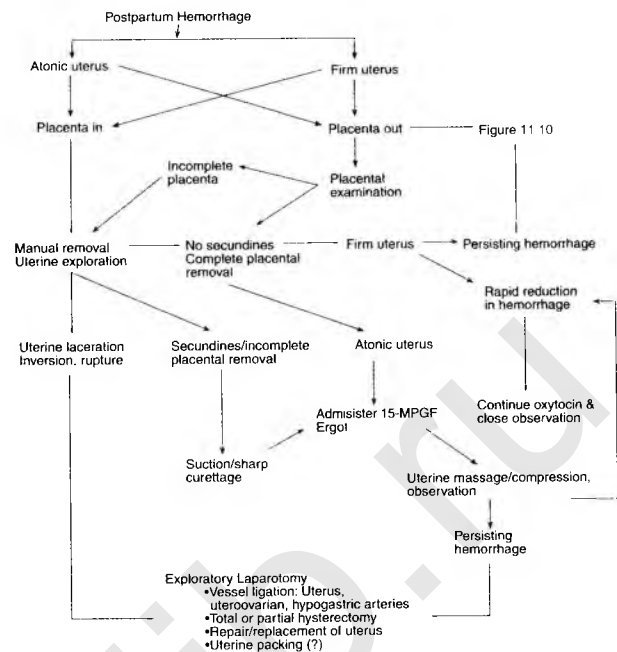 Postpartum Hemorrhage
Atonic uterus
Firm uterus
Placenta in
Placenta out
Figure 11 10
Incomplete
placenta
Placental
examination
Manual removal
Uterine exploration
No secundines
Complete placental
removal
Firm uterus
Persisting hemorrhage
Rapid reduction
in hemorrhage
Uterine laceration
Inversion, rupture
Secundines/incomplete
placental removal
Atonic uterus
Continue oxytocin &
close observation
Admisister 15-MPGF
Ergot
Suction/sharp
curettage
Uterine massage/compression,
observation
Persisting
hemorrhage
Exploratory Laparotomy
•Vessel ligation: Uterus,
uteroovarian, hypogastric arteries
•Total or partial hysterectomy
•Repair/replacement of uterus
•Uterine packing (?)